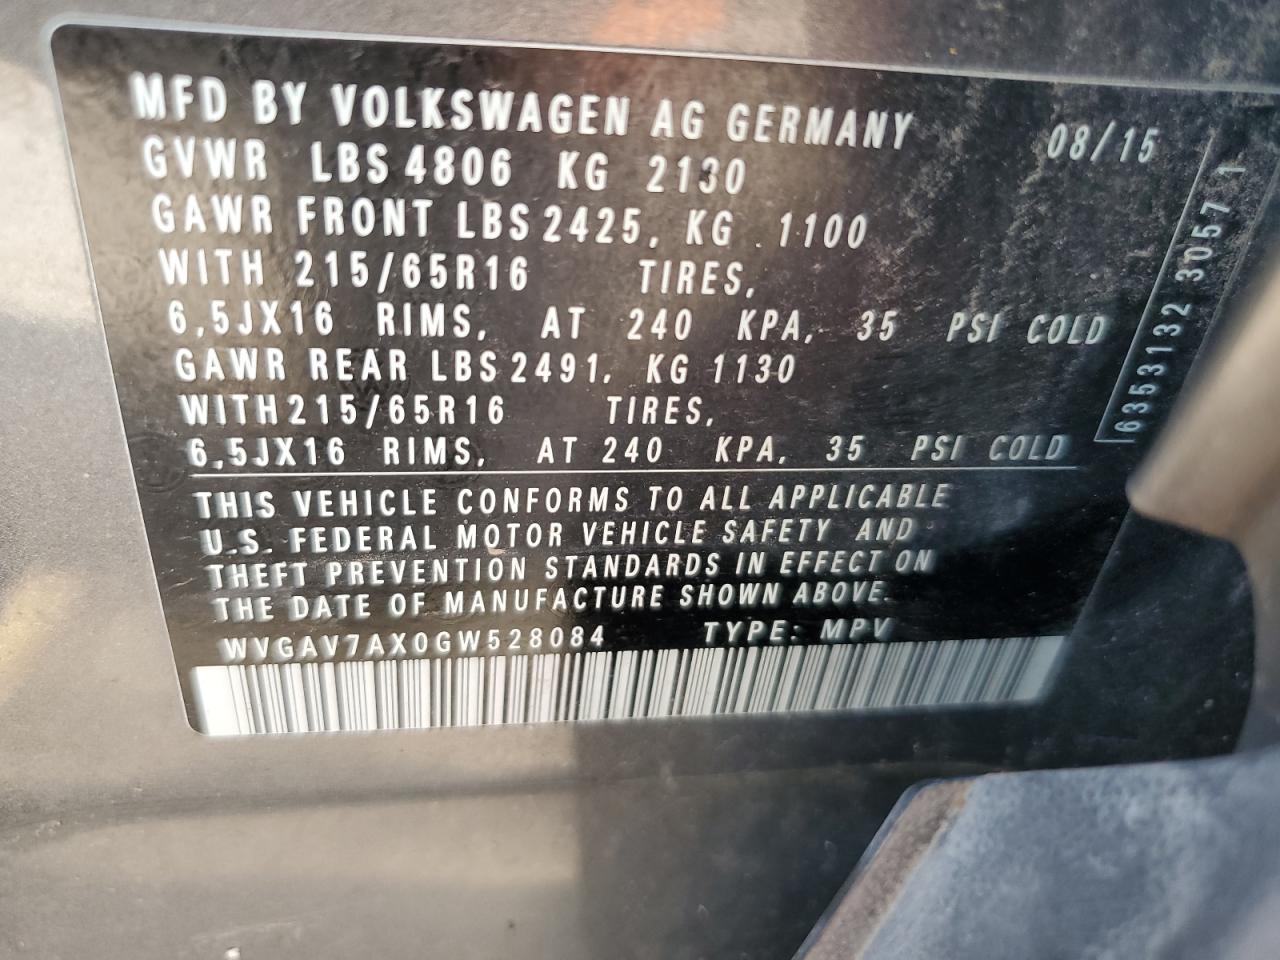 MFD BY VOLKSWAGEN AG GERMANY 08/15
GVWR LBS 4806 KG 2130
GAWR FRONT LBS 2425, KG . 1100
WITH 215/65R16 TIRES,
6,5JX16 RIMS, AT 240 KPA, 35 PSI COLD
GAWR REAR LBS 2491, KG 1130
WITH 215/65R16 TIRES,
6,5JX16 RIMS, AT 240 KPA, 35 PSI COLD
THIS VEHICLE CONFORMS TO ALL APPLICABLE
U.S. FEDERAL MOTOR VEHICLE SAFETY AND
THEFT PREVENTION STANDARDS IN EFFECT ON
THE DATE OF MANUFACTURE SHOWN ABOVE.
WVGAV7AX0GW528084 TYPE: MPV
6353132 3057 1